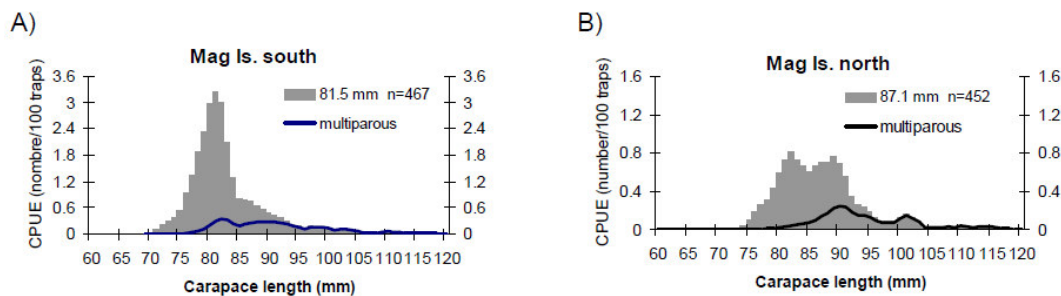 A)
Mag Is. south
CPUE (nombre/100 traps)
3.6 3.6
3 3
2.4 2.4
1.8 1.8
1.2 1.2
0.6 0.6
0 0
81.5 mm n=467
multiparous
60 65 70 75 80 85 90 95 100 105 110 115 120
Carapace length (mm)
B)
Mag Is. north
CPUE (number/100 traps)
1.6 1.6
1.2 1.2
0.8 0.8
0.4 0.4
0 0
87.1 mm n=452
multiparous
60 65 70 75 80 85 90 95 100 105 110 115 120
Carapace length (mm)